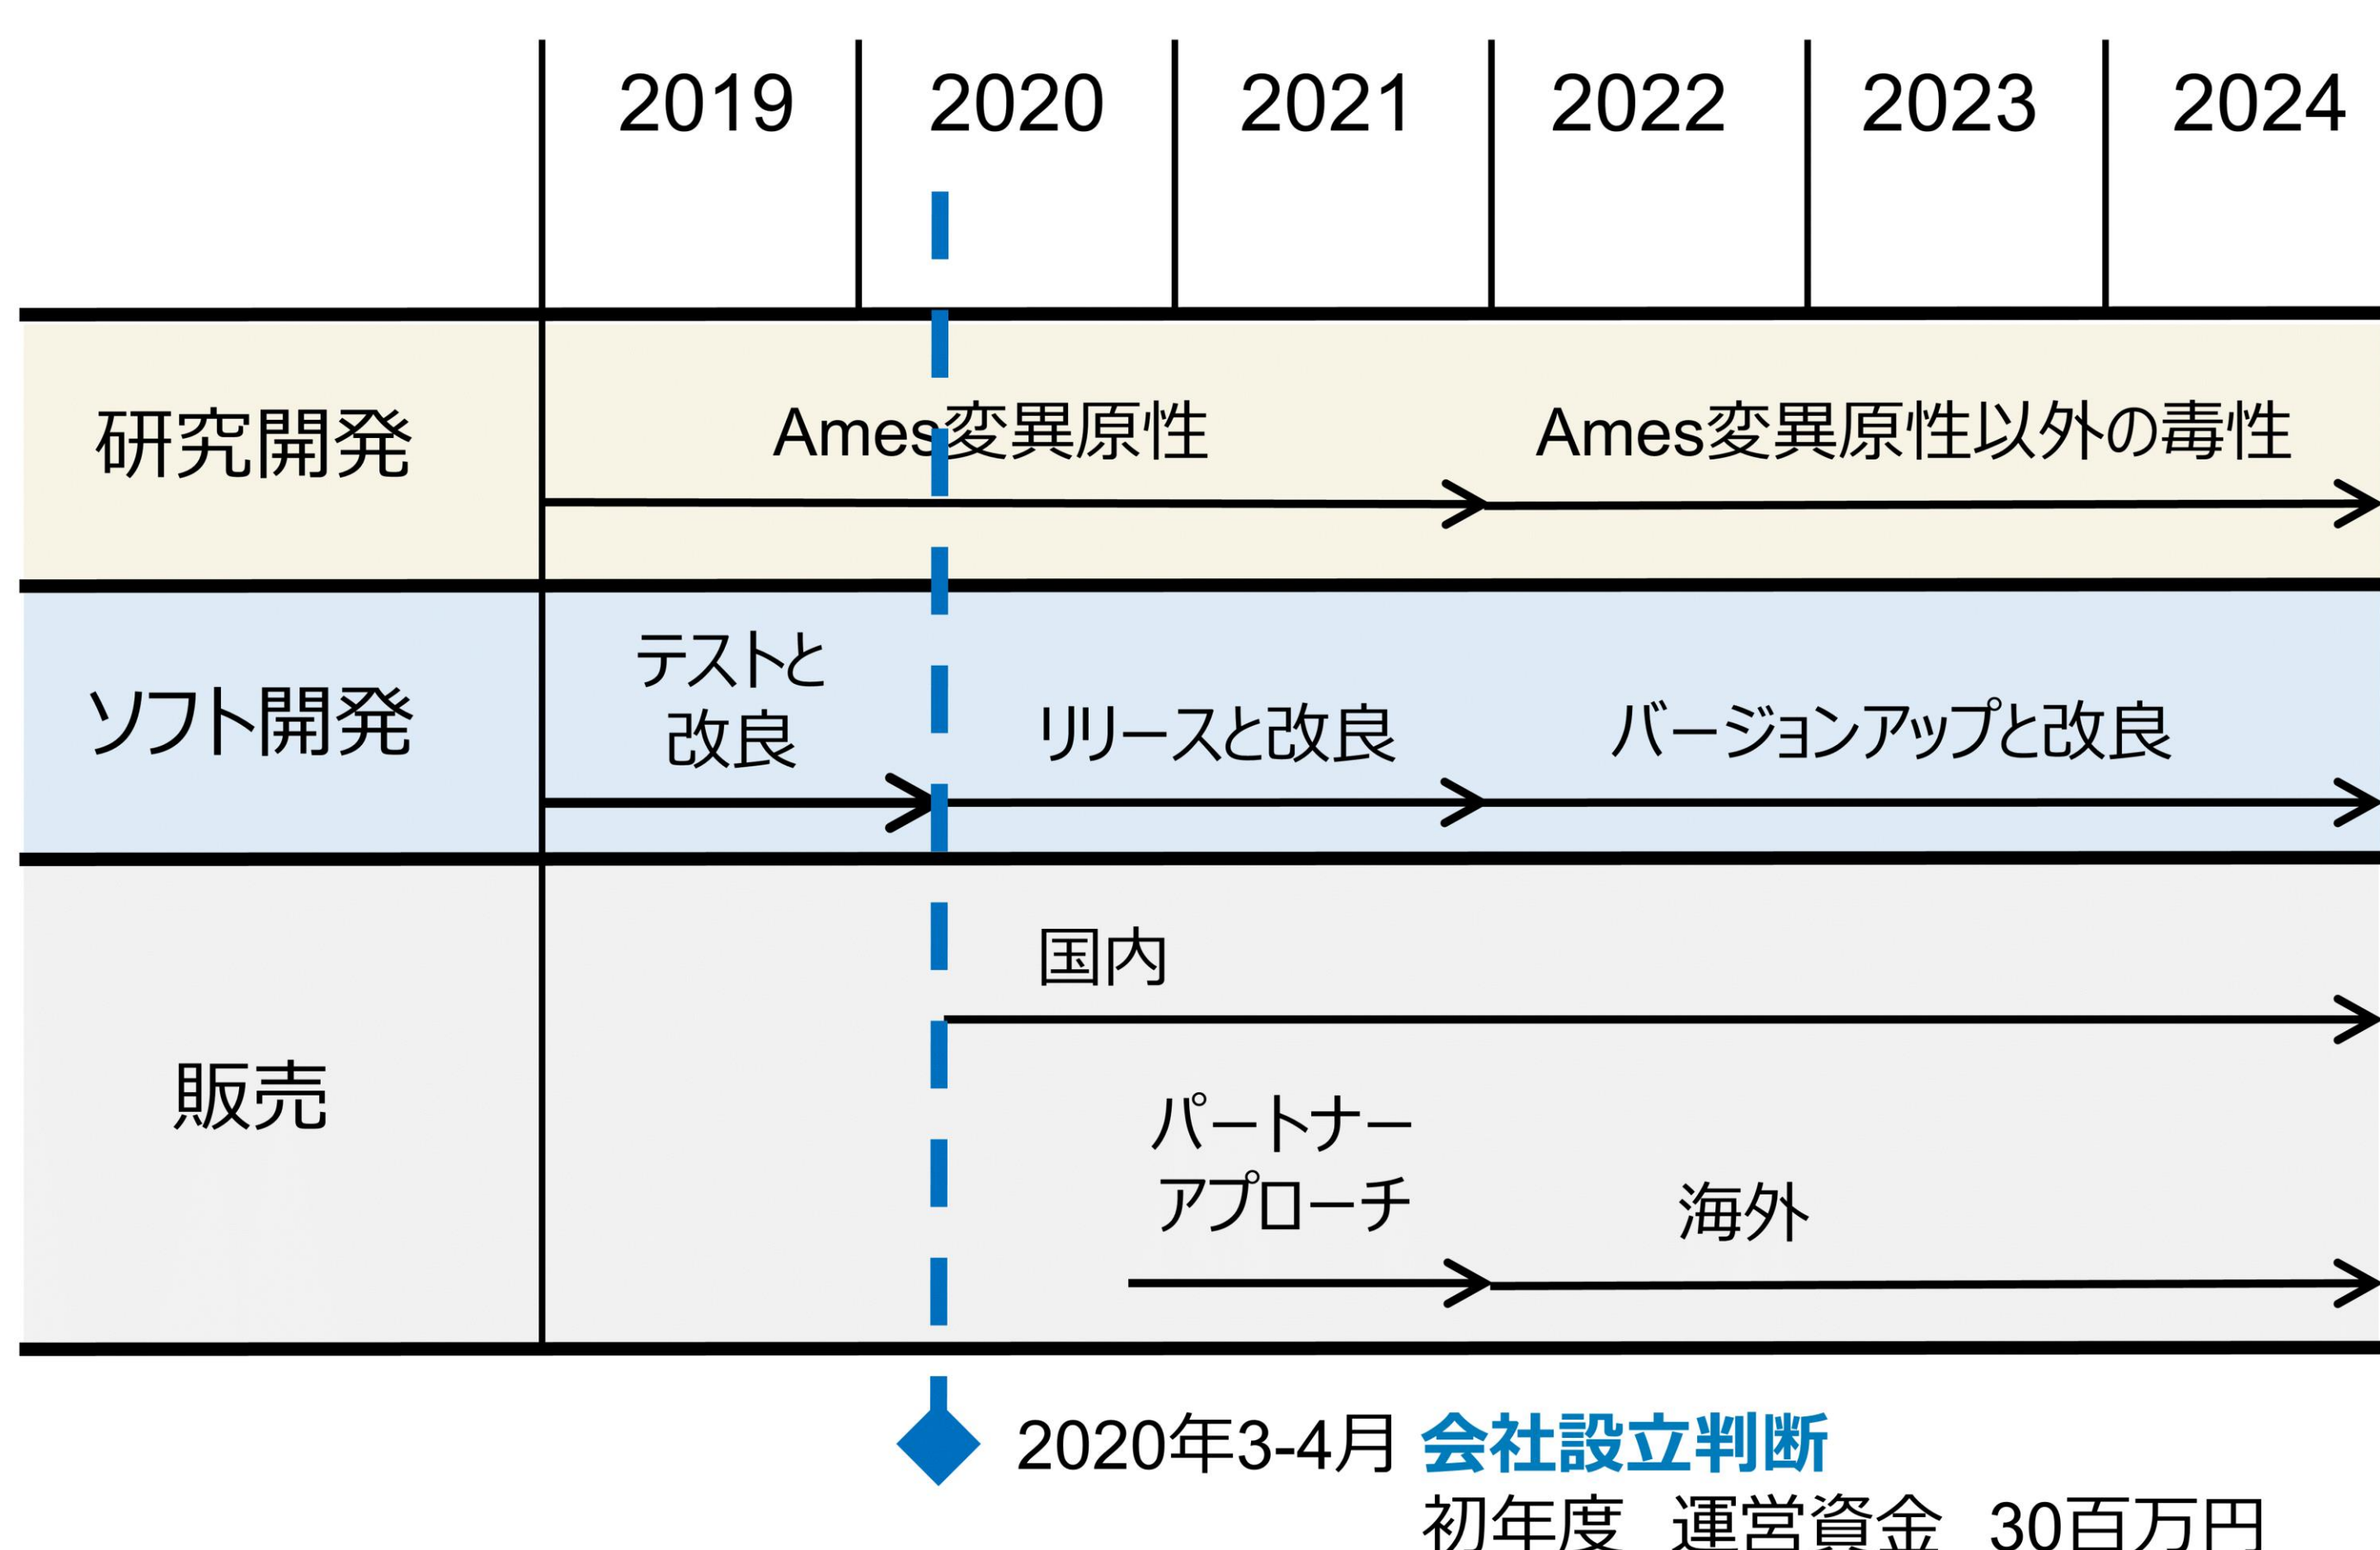 2019 2020 2021 2022 2023 2024
研究開発
Ames変異原性
Ames変異原性以外の毒性
ソフト開発
テストと
改良
リリースと改良
バージョンアップと改良
販売
国内
パートナー
アプローチ
海外
2020年3-4月 会社設立判断
初年度 運営資金 30百万円